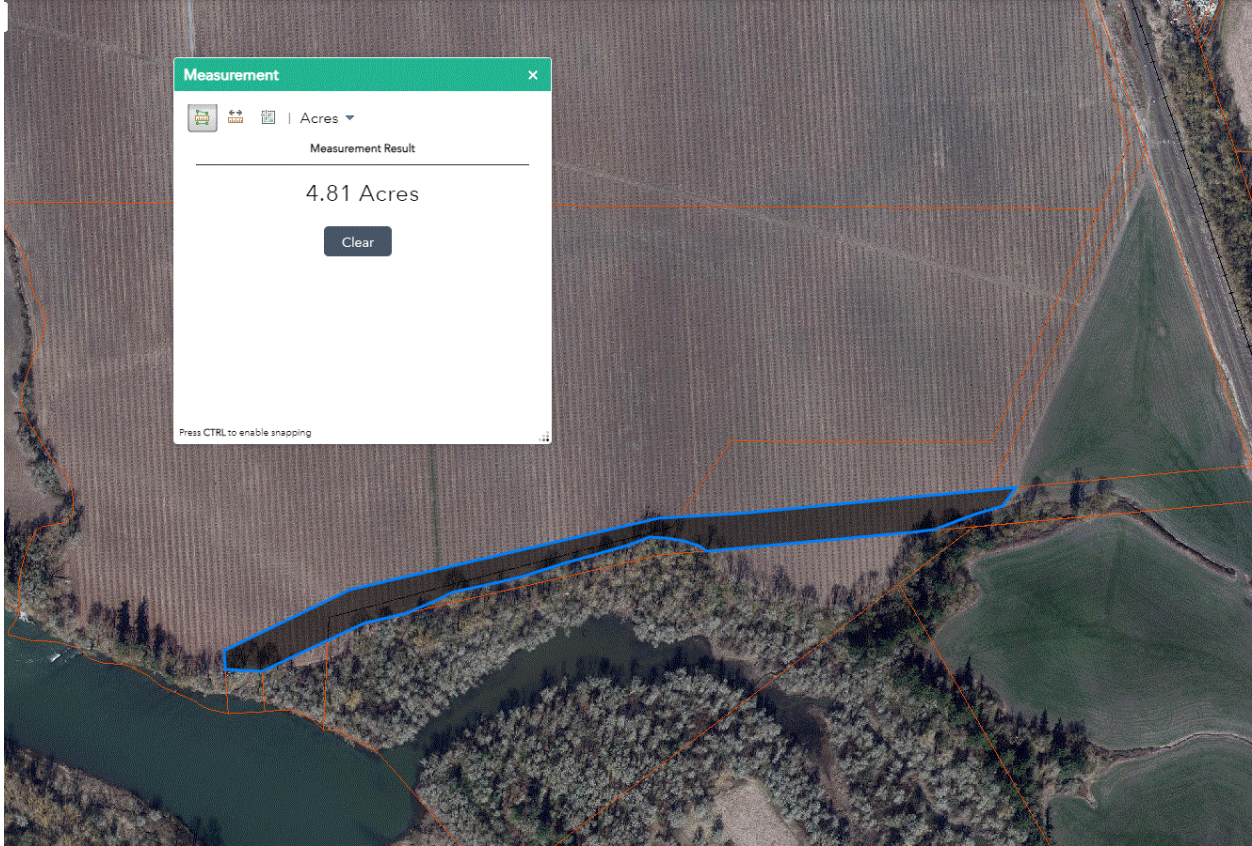 Measurement
Acres
Measurement Result
4.81 Acres
Clear
Press CTRL to enable snapping